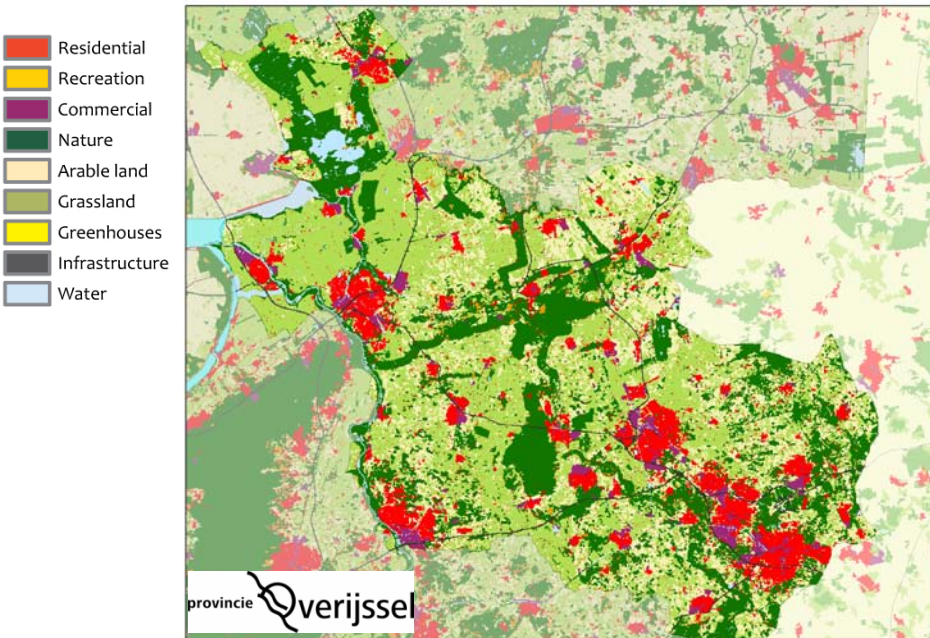 Residential
Recreation
Commercial
Nature
Arable land
Grassland
Greenhouses
Infrastructure
Water
provincie Overijssel